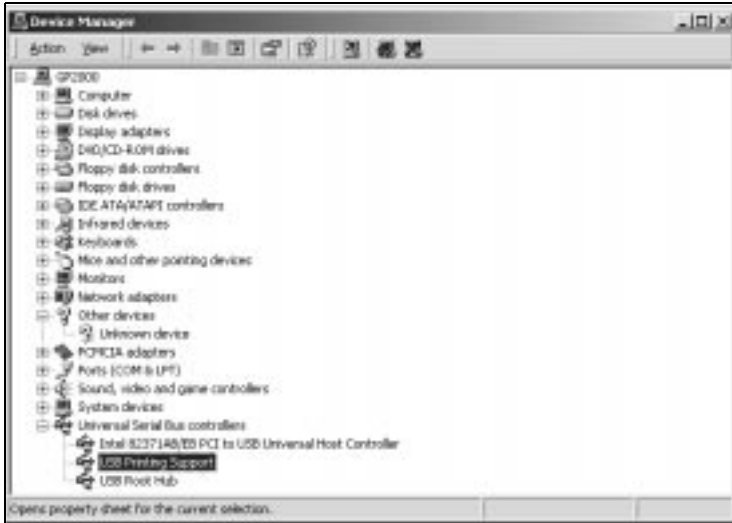 Device Manager
Action View
GP2000
Computer
Disk drives
Display adapters
DVD/CD-ROM drives
Floppy disk controllers
Floppy disk drives
IDE ATA/ATAPI controllers
Infrared devices
Keyboards
Mice and other pointing devices
Monitors
Network adapters
Other devices
Unknown device
PCMCIA adapters
Ports (COM & LPT)
Sound, video and game controllers
System devices
Universal Serial Bus controllers
Intel 82371AB/EB PCI to USB Universal Host Controller
USB Printing Support
USB Root Hub
Opens property sheet for the current selection.